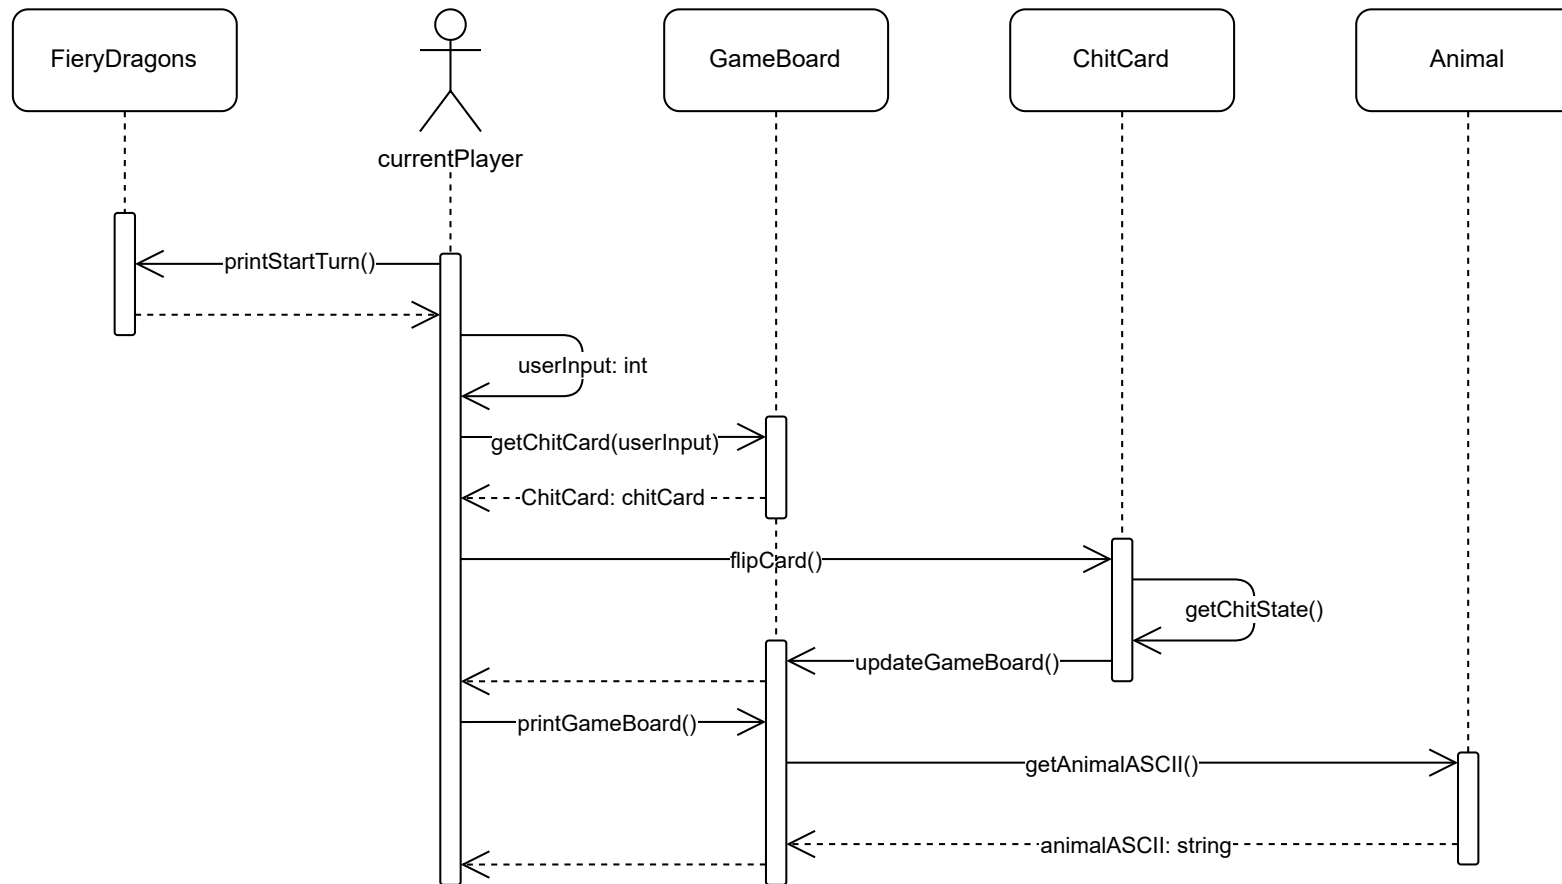 FieryDragons
currentPlayer
GameBoard
ChitCard
Animal
printStartTurn()
userInput: int
getChitCard(userInput)
ChitCard: chitCard
flipCard()
getChitState()
updateGameBoard()
printGameBoard()
getAnimalASCII()
animalASCII: string